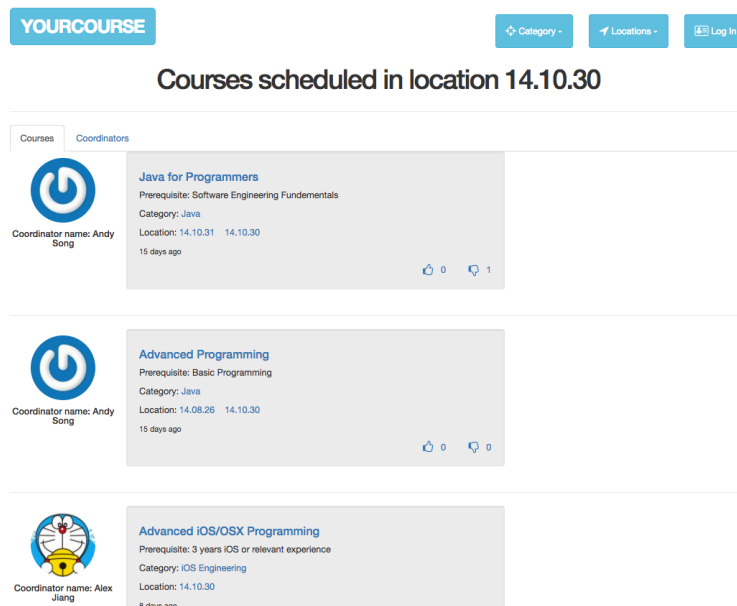 YOURCOURSE
Category -
Locations -
Log In
Courses scheduled in location 14.10.30
Courses Coordinators
Java for Programmers
Prerequisite: Software Engineering Fundementals
Category: Java
Location: 14.10.31 14.10.30
15 days ago
0 1
Coordinator name: Andy
Song
Advanced Programming
Prerequisite: Basic Programming
Category: Java
Location: 14.08.26 14.10.30
15 days ago
0 0
Coordinator name: Andy
Song
Advanced iOS/OSX Programming
Prerequisite: 3 years iOS or relevant experience
Category: iOS Engineering
Location: 14.10.30
8 days ago
Coordinator name: Alex
Jiang